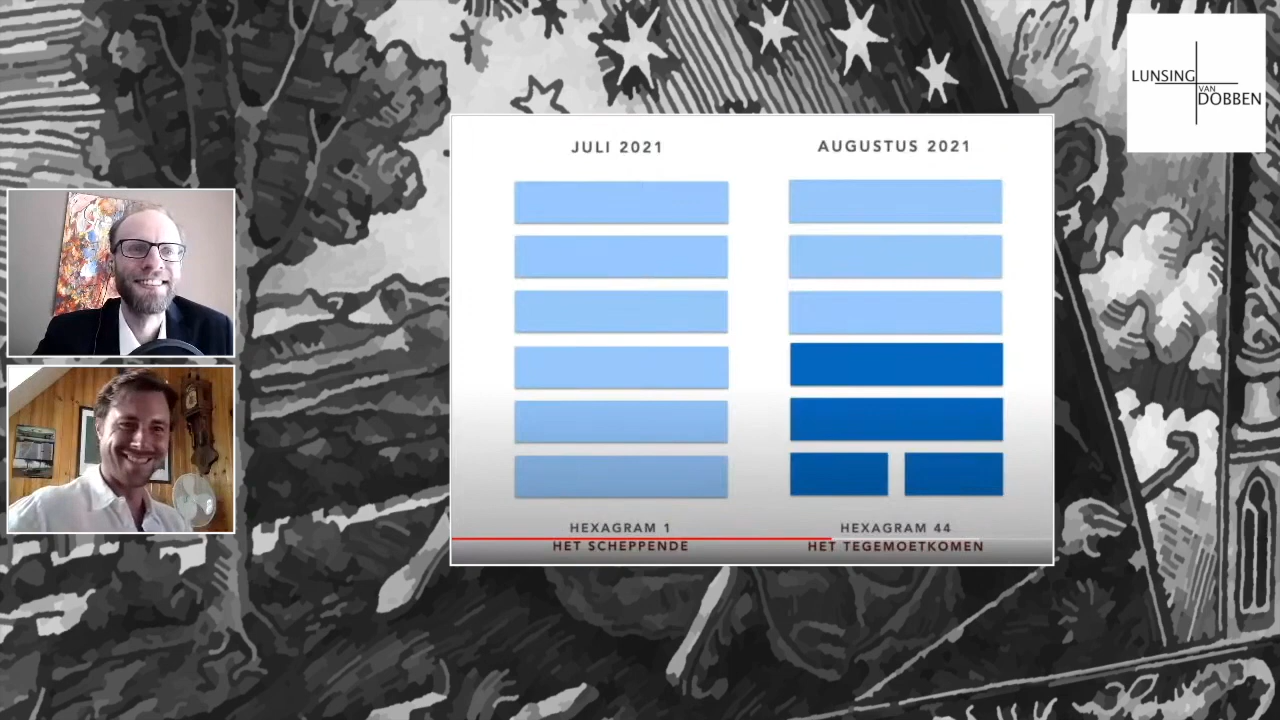 LUNSING
VAN
DOBBEN
JULI 2021
AUGUSTUS 2021
HEXAGRAM 1
HET SCHEPPENDE
HEXAGRAM 44
HET TEGEMOETKOMEN